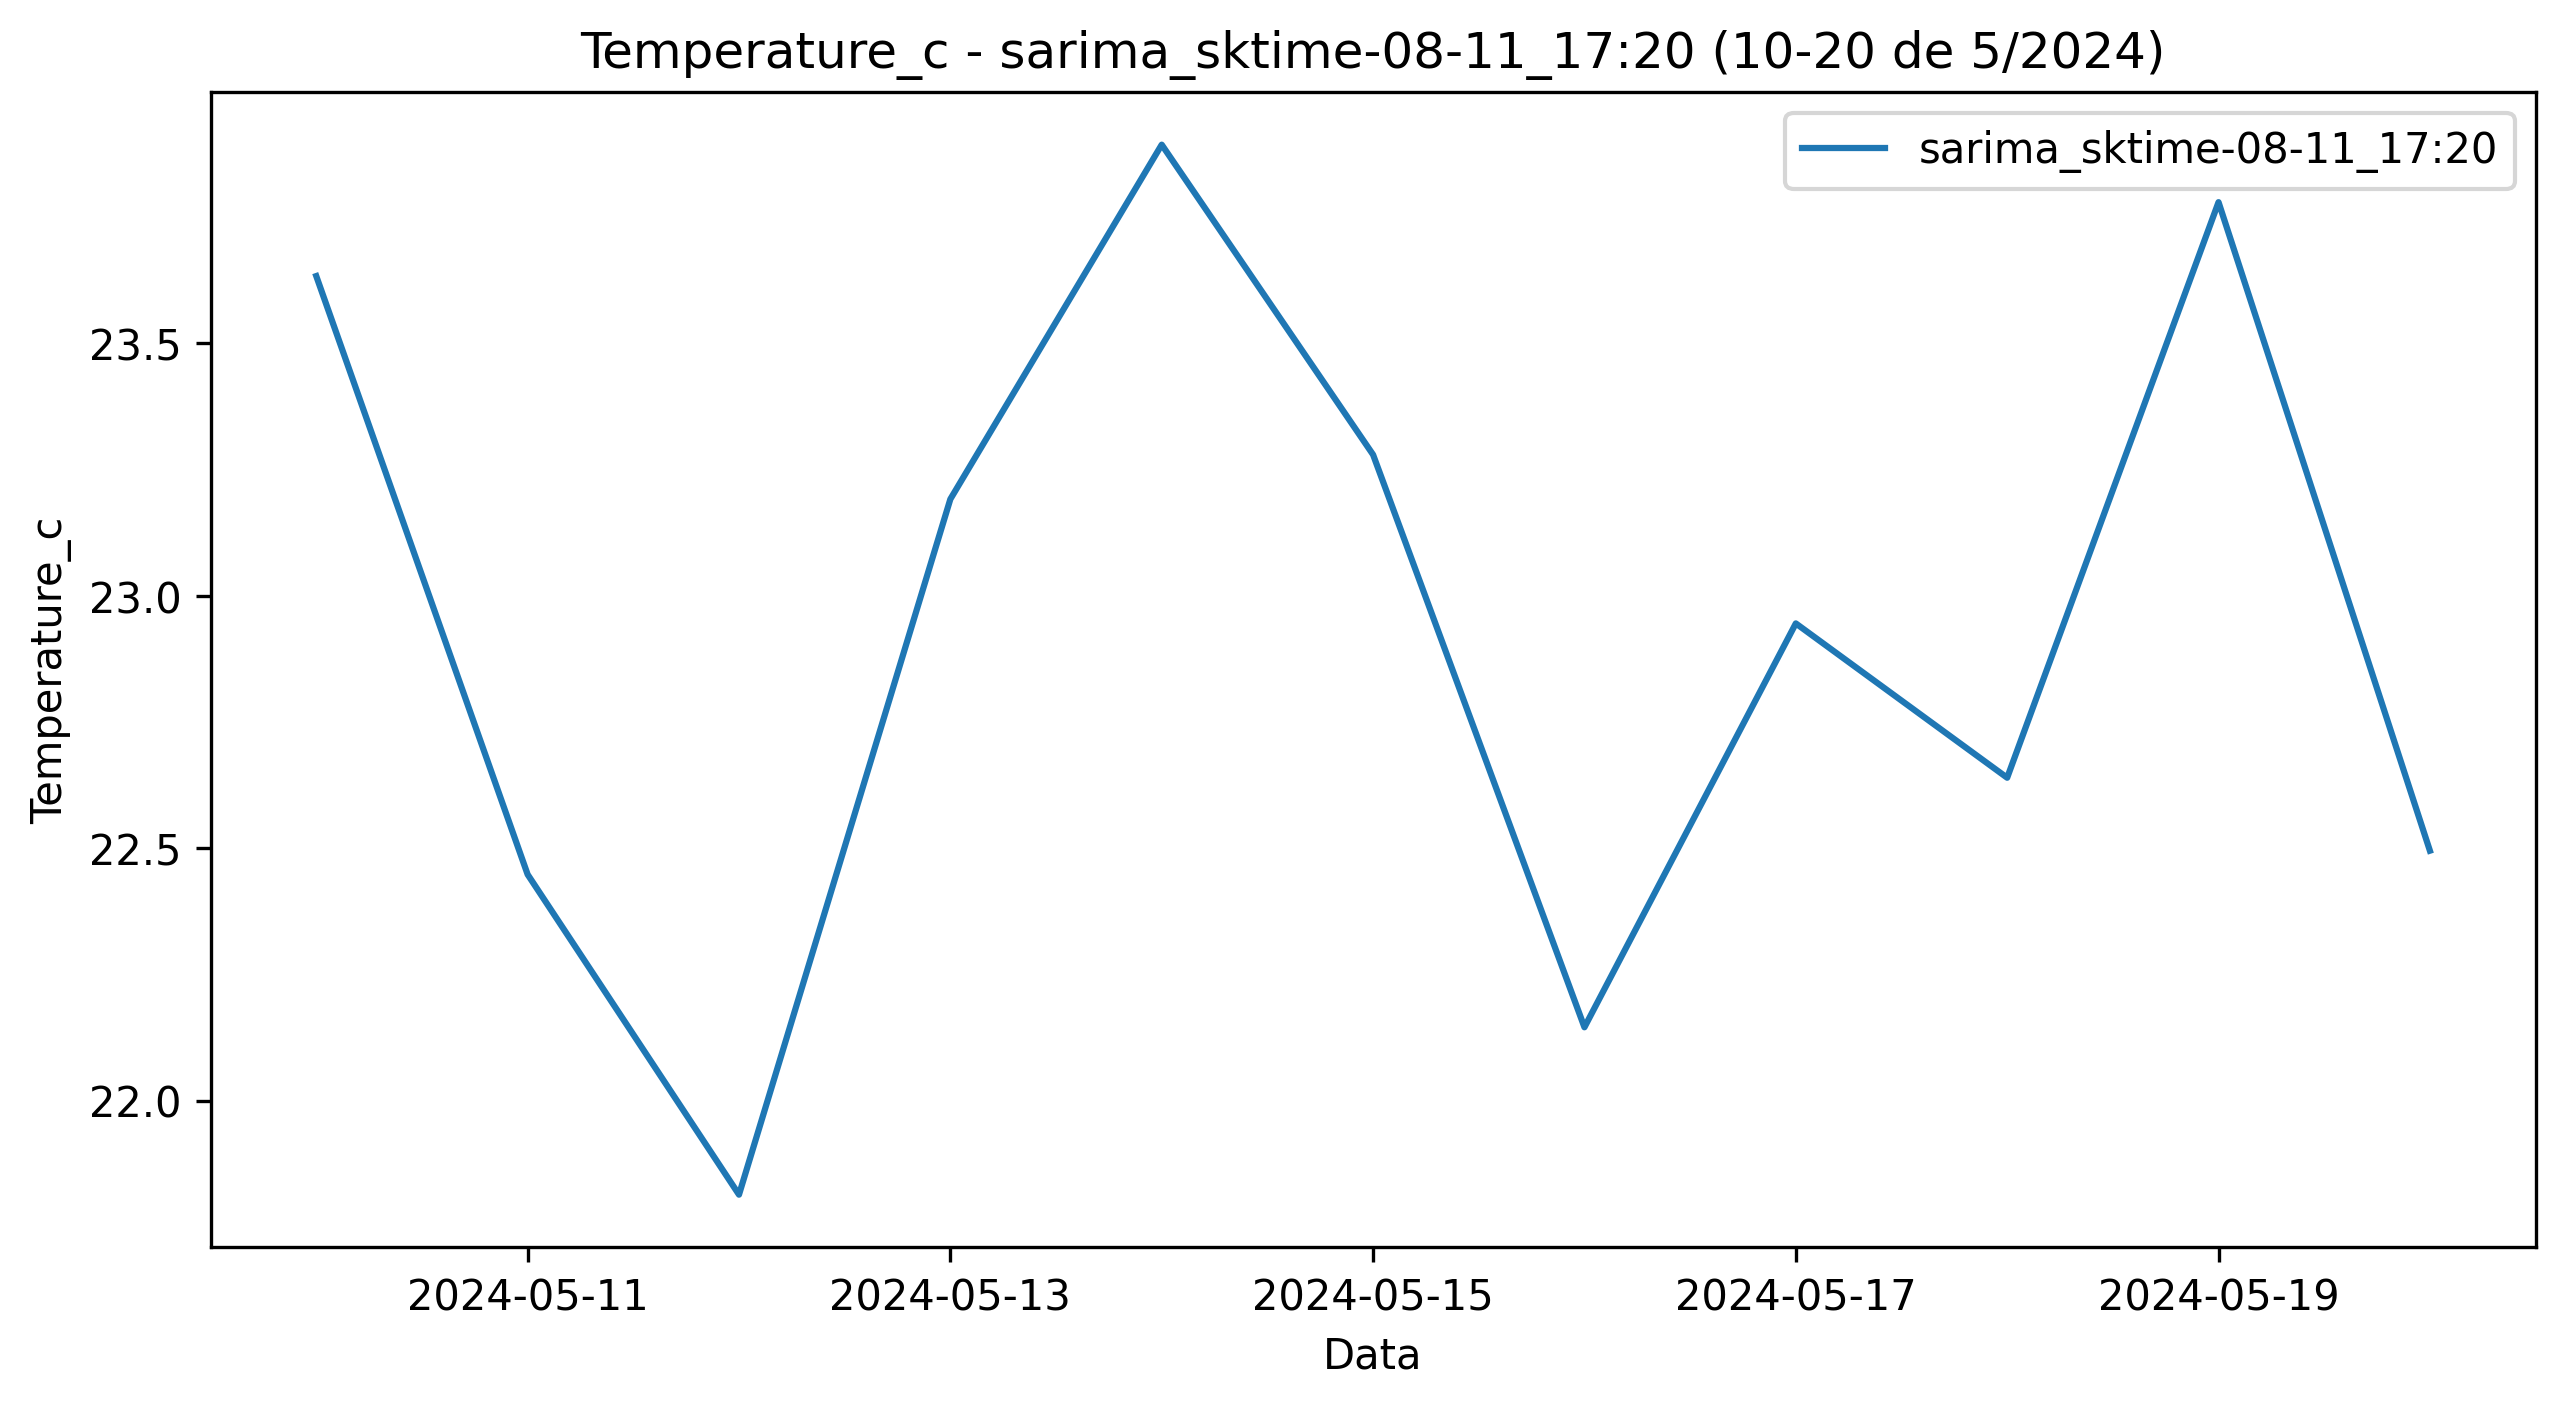 Temperature_c - sarima_sktime-08-11_17:20 (10-20 de 5/2024)
sarima_sktime-08-11_17:20
Temperature_c
23.5
23.0
22.5
22.0
2024-05-11
2024-05-13
2024-05-15
2024-05-17
2024-05-19
Data